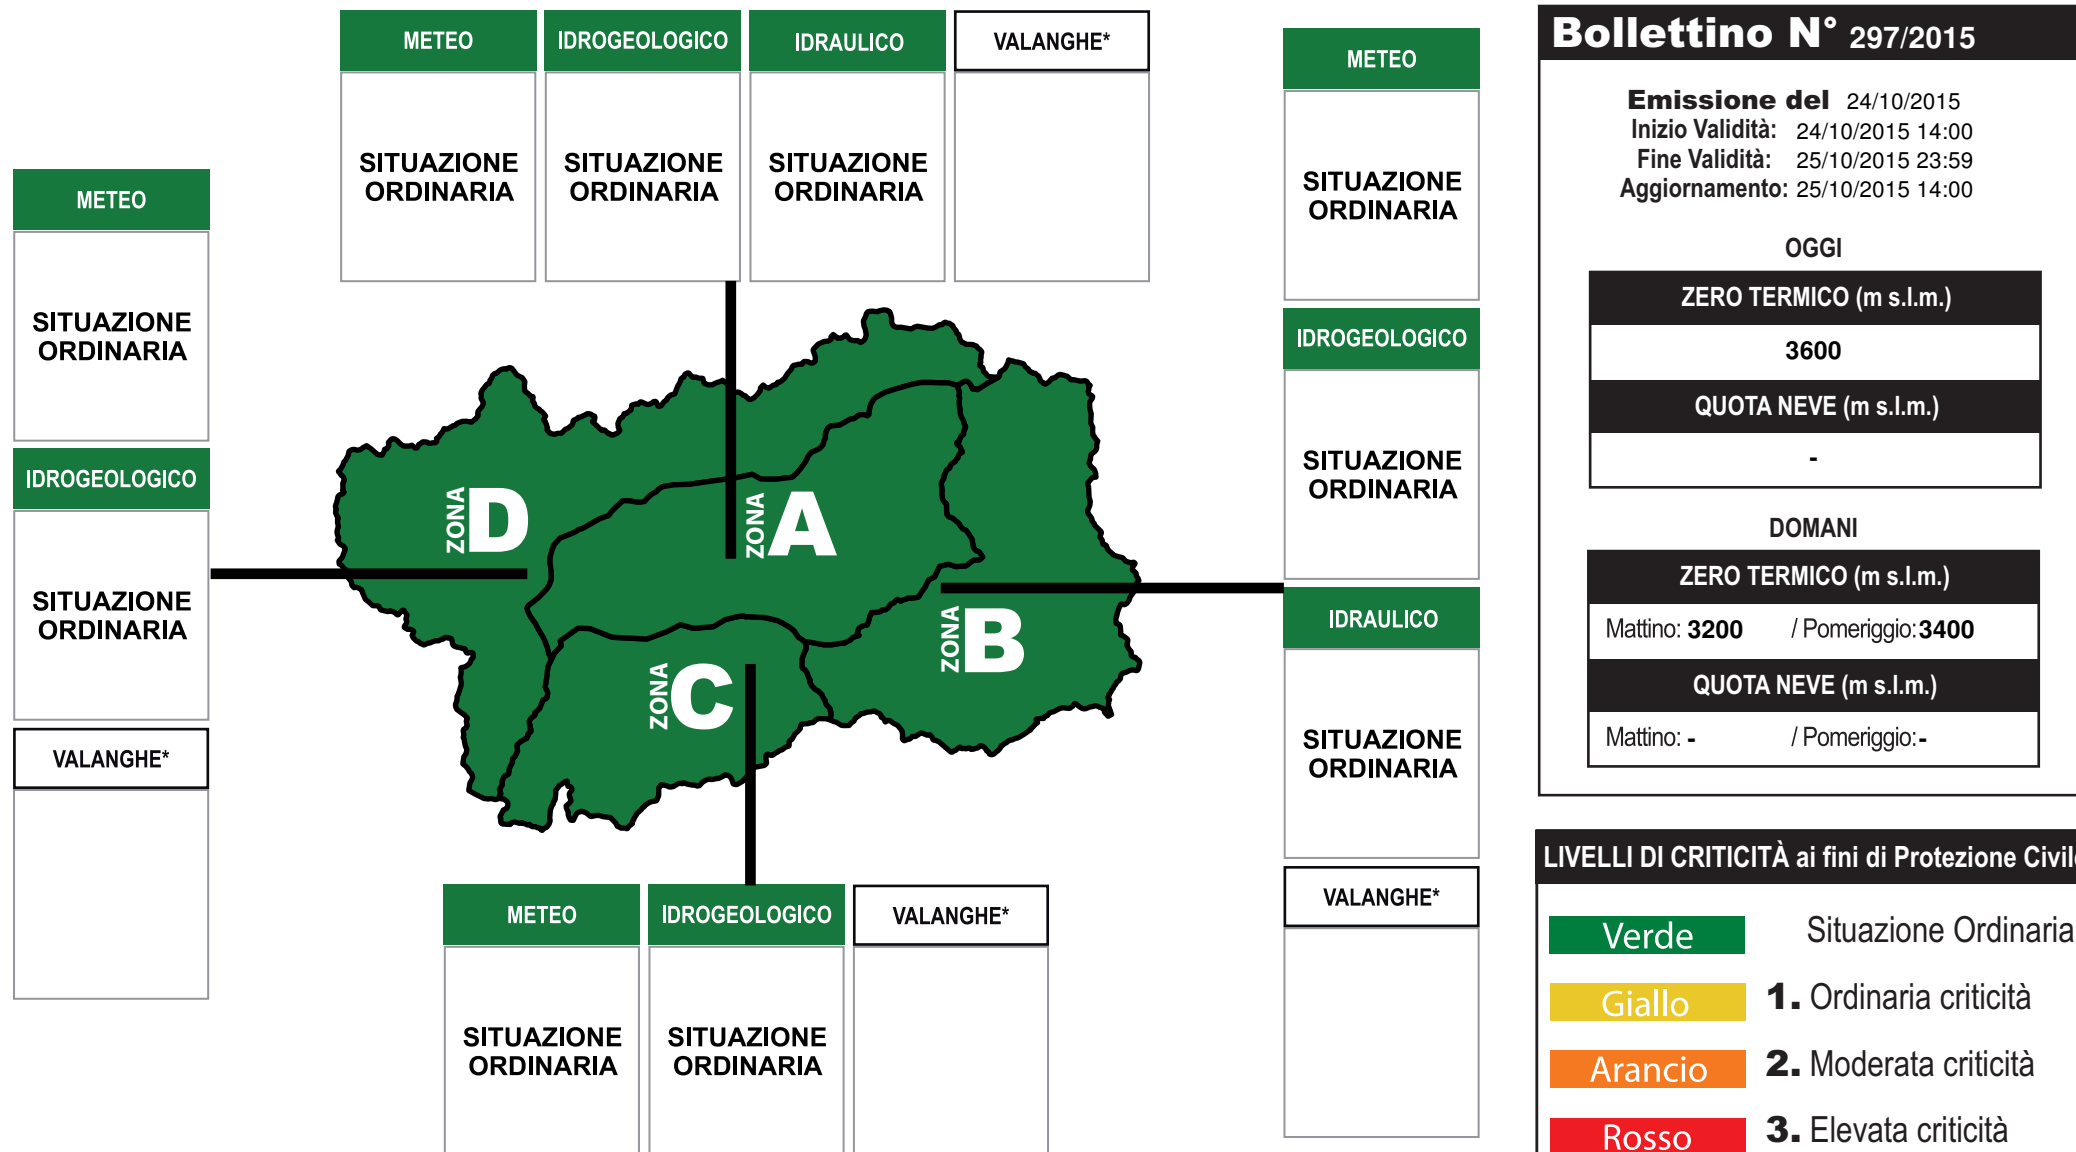 METEO
IDROGEOLOGICO
IDRAULICO
VALANGHE*
SITUAZIONE
ORDINARIA
SITUAZIONE
ORDINARIA
SITUAZIONE
ORDINARIA
METEO
SITUAZIONE
ORDINARIA
IDROGEOLOGICO
SITUAZIONE
ORDINARIA
VALANGHE*
ZONA D
ZONA A
ZONA B
ZONA C
METEO
SITUAZIONE
ORDINARIA
IDROGEOLOGICO
SITUAZIONE
ORDINARIA
IDRAULICO
SITUAZIONE
ORDINARIA
VALANGHE*
METEO
IDROGEOLOGICO
VALANGHE*
SITUAZIONE
ORDINARIA
SITUAZIONE
ORDINARIA
Bollettino N° 297/2015
Emissione del 24/10/2015
Inizio Validità: 24/10/2015 14:00
Fine Validità: 25/10/2015 23:59
Aggiornamento: 25/10/2015 14:00
OGGI
ZERO TERMICO (m s.l.m.)
3600
QUOTA NEVE (m s.l.m.)
-
DOMANI
ZERO TERMICO (m s.l.m.)
Mattino: 3200 / Pomeriggio: 3400
QUOTA NEVE (m s.l.m.)
Mattino: - / Pomeriggio: -
LIVELLI DI CRITICITÀ ai fini di Protezione Civile
Verde Situazione Ordinaria
Giallo 1. Ordinaria criticità
Arancio 2. Moderata criticità
Rosso 3. Elevata criticità